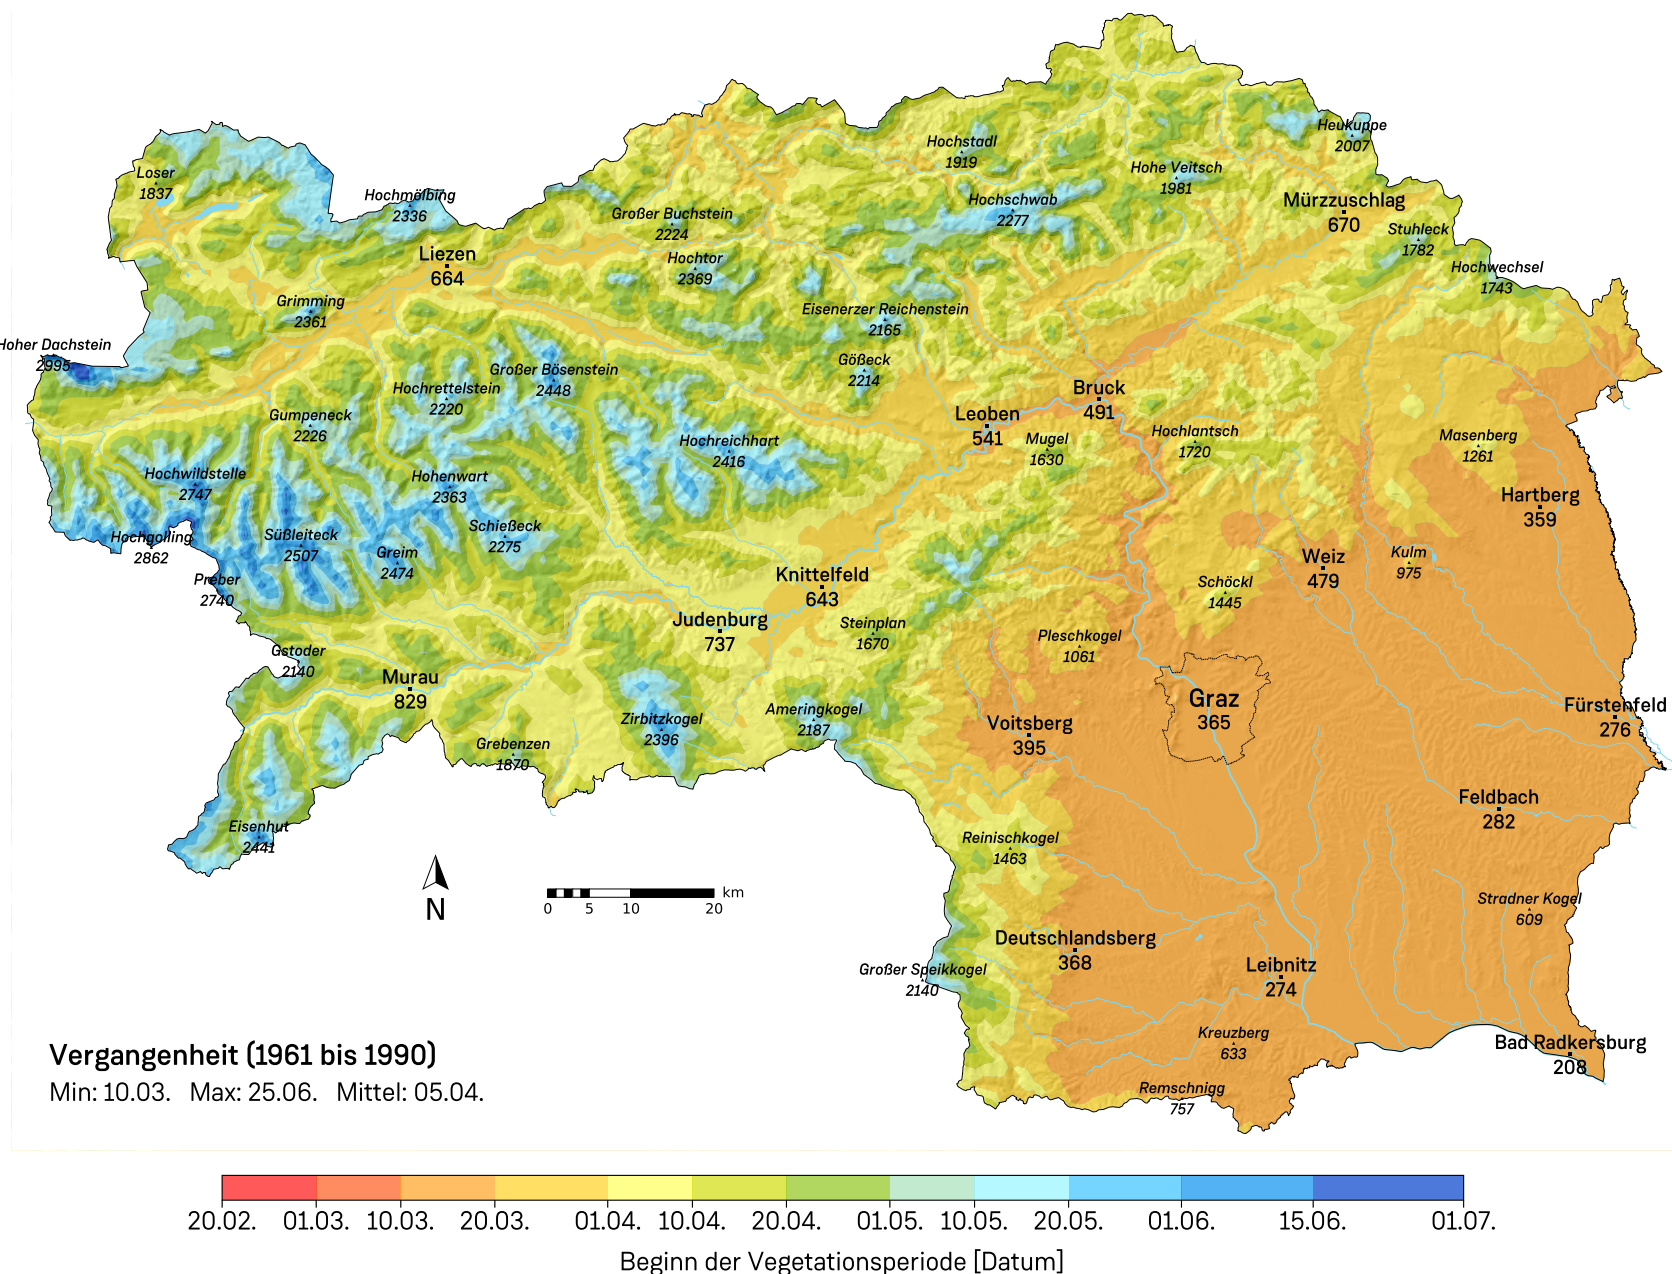 Heukuppe
2007
Hochstadl
1919
Hohe Veitsch
1981
Loser
1837
Hochmölbing
2336
Hochschwab
2277
Mürzzuschlag
670
Großer Buchstein
2224
Stuhleck
1782
Liezen
664
Hochtor
2369
Hochwechsel
1743
Grimming
2361
Eisenerzer Reichenstein
2165
Hoher Dachstein
2995
Gößeck
2214
Großer Bösenstein
2448
Hochrettelstein
2220
Bruck
491
Gumpeneck
2226
Leoben
541
Mugel
1630
Hochlantsch
1720
Masenberg
1261
Hochreichhart
2416
Hochwildstelle
2747
Hohenwart
2363
Hartberg
359
Hochgolling
2862
Süßleiteck
2507
Schießeck
2275
Greim
2474
Weiz
479
Kulm
975
Preber
2740
Knittelfeld
643
Schöckl
1445
Judenburg
737
Steinplan
1670
Pleschkogel
1061
Gstoder
2140
Murau
829
Graz
365
Zirbitzkogel
2396
Ameringkogel
2187
Voitsberg
395
Fürstenfeld
276
Grebenzen
1870
Feldbach
282
Eisenhut
2441
Reinischkogel
1463
N
km
0 5 10 20
Stradner Kogel
609
Deutschlandsberg
368
Großer Speikkogel
2140
Leibnitz
274
Kreuzberg
633
Bad Radkersburg
208
Remschnigg
757
Vergangenheit (1961 bis 1990)
Min: 10.03. Max: 25.06. Mittel: 05.04.
20.02. 01.03. 10.03. 20.03. 01.04. 10.04. 20.04. 01.05. 10.05. 20.05. 01.06. 15.06. 01.07.
Beginn der Vegetationsperiode [Datum]